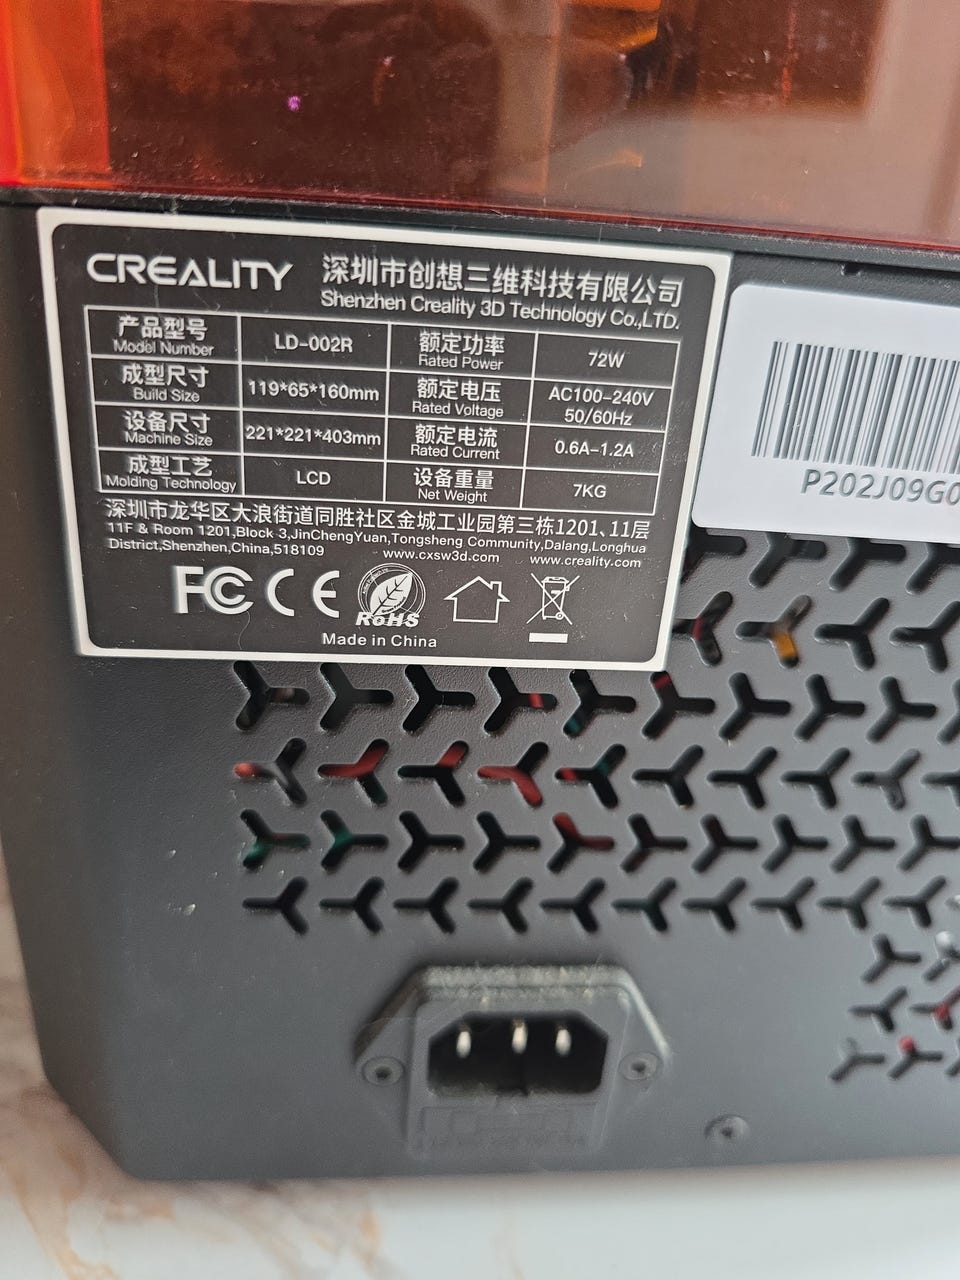 CREALITY 深圳市创想三维科技有限公司
Shenzhen Creality 3D Technology Co.,LTD.
产品型号 LD-002R 额定功率 72W
Model Number Rated Power
成型尺寸 119*65*160mm 额定电压 AC100-240V
Build Size Rated Voltage 50/60Hz
设备尺寸 221*221*403mm 额定电流 0.6A-1.2A
Machine Size Rated Current
成型工艺 LCD 设备重量 7KG
Molding Technology Net Weight
深圳市龙华区大浪街道同胜社区金城工业园第三栋1201、11层
11F & Room 1201,Block 3,JinChengYuan,Tongsheng Community,Dalang,Longhua
District,Shenzhen,China,518109 www.cxsw3d.com www.creality.com
FC CE RoHS
Made in China
P202J09G0